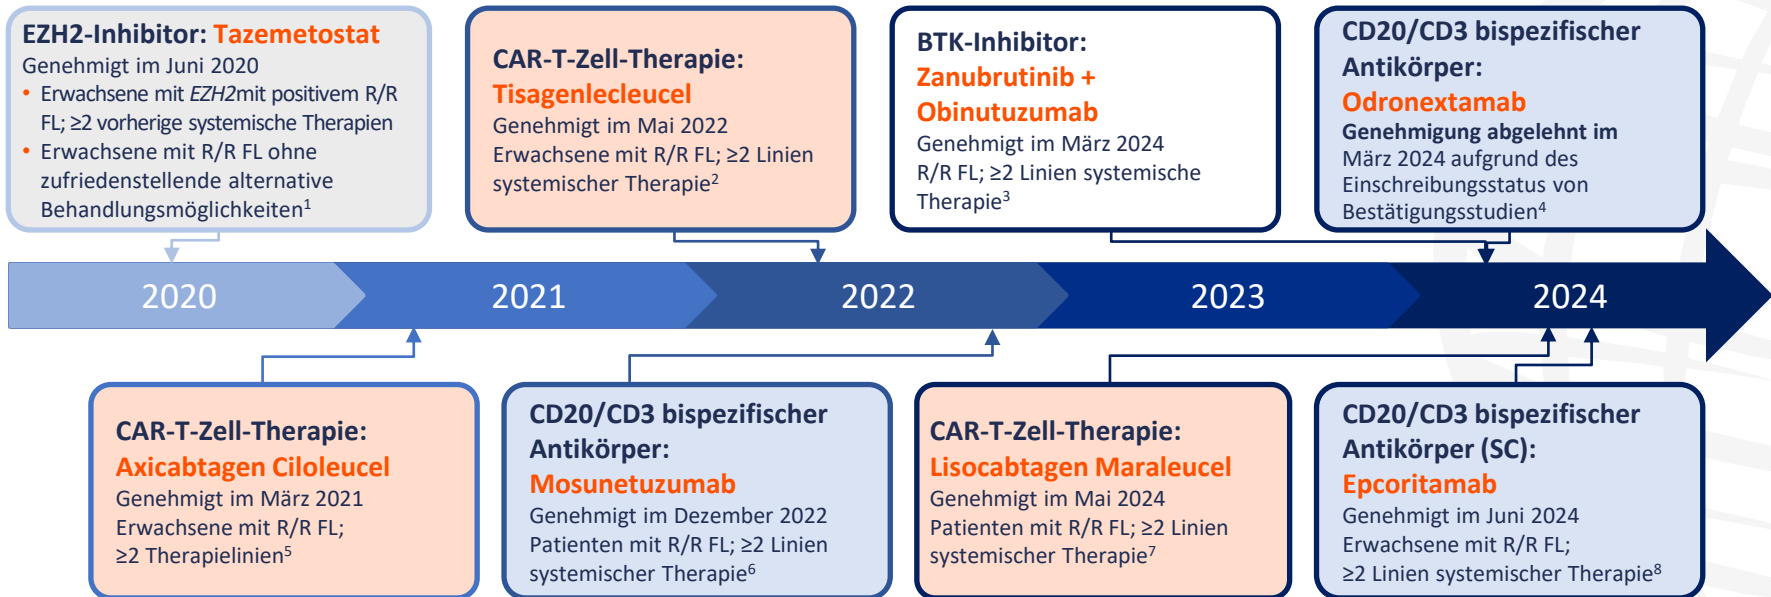 EZH2-Inhibitor: Tazemetostat
Genehmigt im Juni 2020
• Erwachsene mit EZH2mit positivem R/R
FL; ≥2 vorherige systemische Therapien
• Erwachsene mit R/R FL ohne
zufriedenstellende alternative
Behandlungsmöglichkeiten¹
CAR-T-Zell-Therapie:
Tisagenlecleucel
Genehmigt im Mai 2022
Erwachsene mit R/R FL; ≥2 Linien
systemischer Therapie²
BTK-Inhibitor:
Zanubrutinib +
Obinutuzumab
Genehmigt im März 2024
R/R FL; ≥2 Linien systemische
Therapie³
CD20/CD3 bispezifischer
Antikörper:
Odronextamab
Genehmigung abgelehnt im
März 2024 aufgrund des
Einschreibungsstatus von
Bestätigungsstudien⁴
2020
2021
2022
2023
2024
CAR-T-Zell-Therapie:
Axicabtagen Ciloleucel
Genehmigt im März 2021
Erwachsene mit R/R FL;
≥2 Therapielinien⁵
CD20/CD3 bispezifischer
Antikörper:
Mosunetuzumab
Genehmigt im Dezember 2022
Patienten mit R/R FL; ≥2 Linien
systemischer Therapie⁶
CAR-T-Zell-Therapie:
Lisocabtagen Maraleucel
Genehmigt im Mai 2024
Patienten mit R/R FL; ≥2 Linien
systemischer Therapie⁷
CD20/CD3 bispezifischer
Antikörper (SC):
Epcoritamab
Genehmigt im Juni 2024
Erwachsene mit R/R FL;
≥2 Linien systemischer Therapie⁸